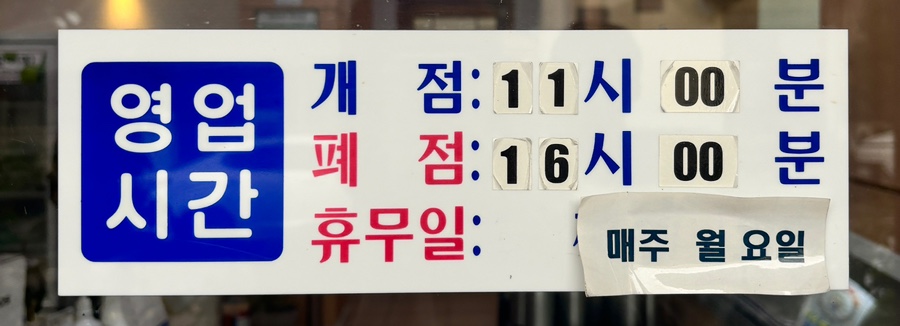 영업
시간
개 점: 11시 00 분
폐 점: 16시 00 분
휴무일: 매주 월요일